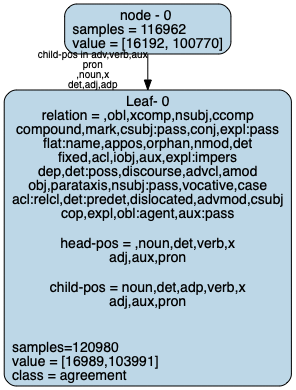 node - 0
samples = 116962
value = [16192, 100770]
child-pos in adv,verb,aux
pron
,noun,x
det,adj,adp
Leaf- 0
relation = ,obl,xcomp,nsubj,ccomp
compound,mark,csubj:pass,conj,expl:pass
flat:name,appos,orphan,nmod,det
fixed,acl,iobj,aux,expl:impers
dep,det:poss,discourse,advcl,amod
obj,parataxis,nsubj:pass,vocative,case
acl:relcl,det:predet,dislocated,advmod,csubj
cop,expl,obl:agent,aux:pass
head-pos = ,noun,det,verb,x
adj,aux,pron
child-pos = noun,det,adp,verb,x
adj,aux,pron
samples=120980
value = [16989,103991]
class = agreement